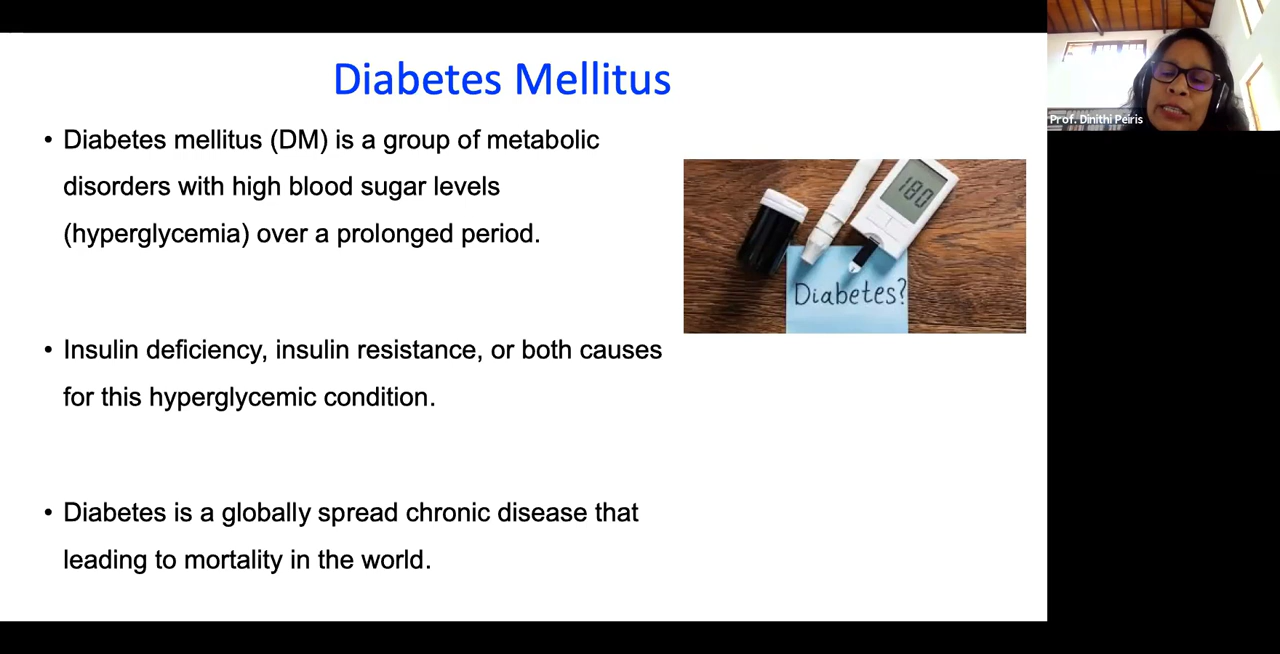 Diabetes Mellitus
• Diabetes mellitus (DM) is a group of metabolic
disorders with high blood sugar levels
(hyperglycemia) over a prolonged period.
• Insulin deficiency, insulin resistance, or both causes
for this hyperglycemic condition.
• Diabetes is a globally spread chronic disease that
leading to mortality in the world.
180
Diabetes?
Prof. Dinithi Peiris